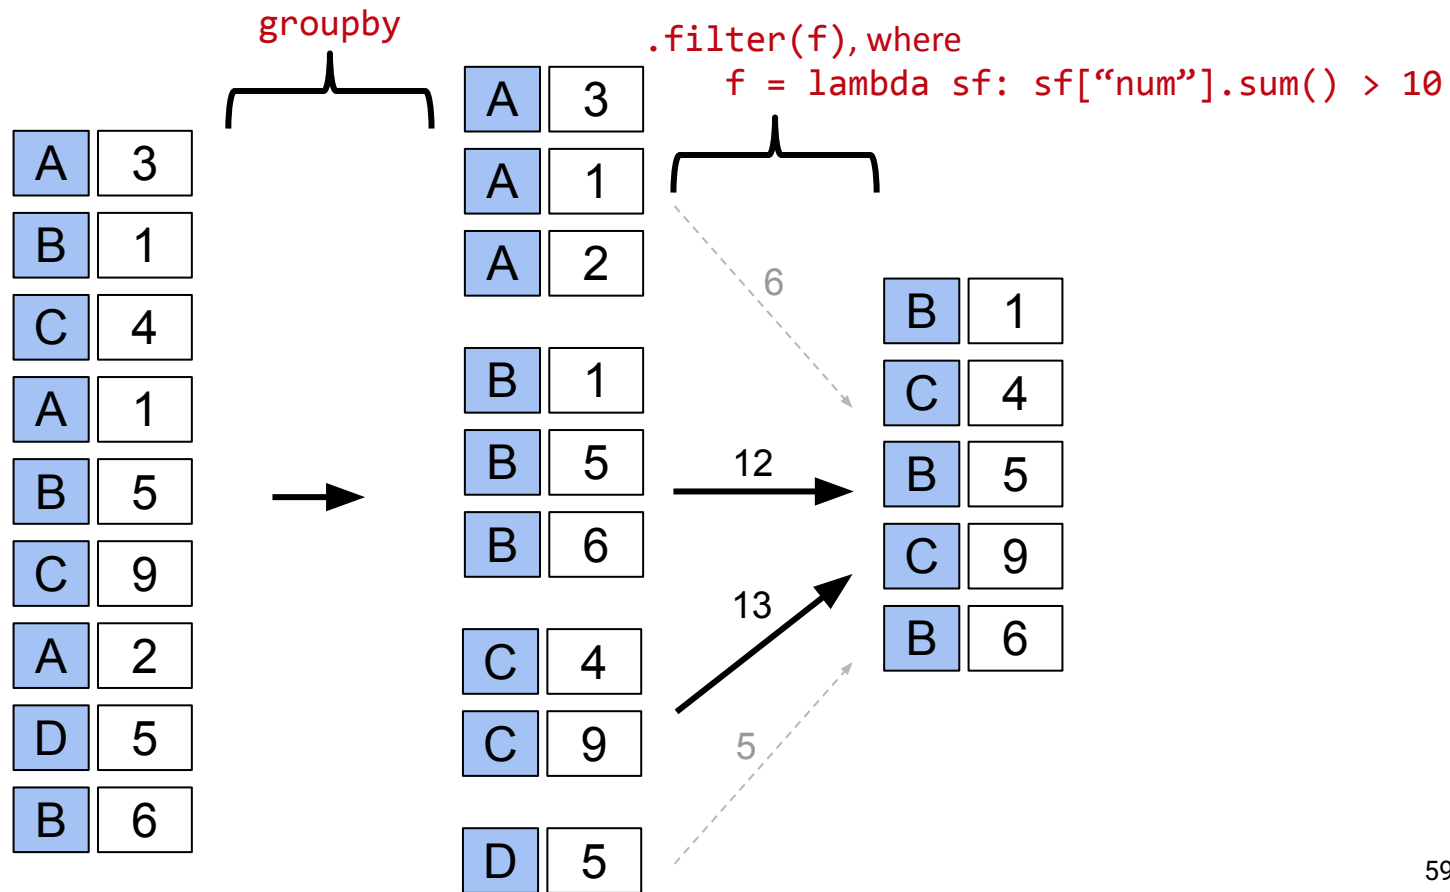 groupby
.filter(f), where
f = lambda sf: sf[“num”].sum() > 10
A 3
B 1
C 4
A 1
B 5
C 9
A 2
D 5
B 6
A 3
A 1
A 2
B 1
B 5
B 6
C 4
C 9
D 5
6
12
13
5
B 1
C 4
B 5
C 9
B 6
59